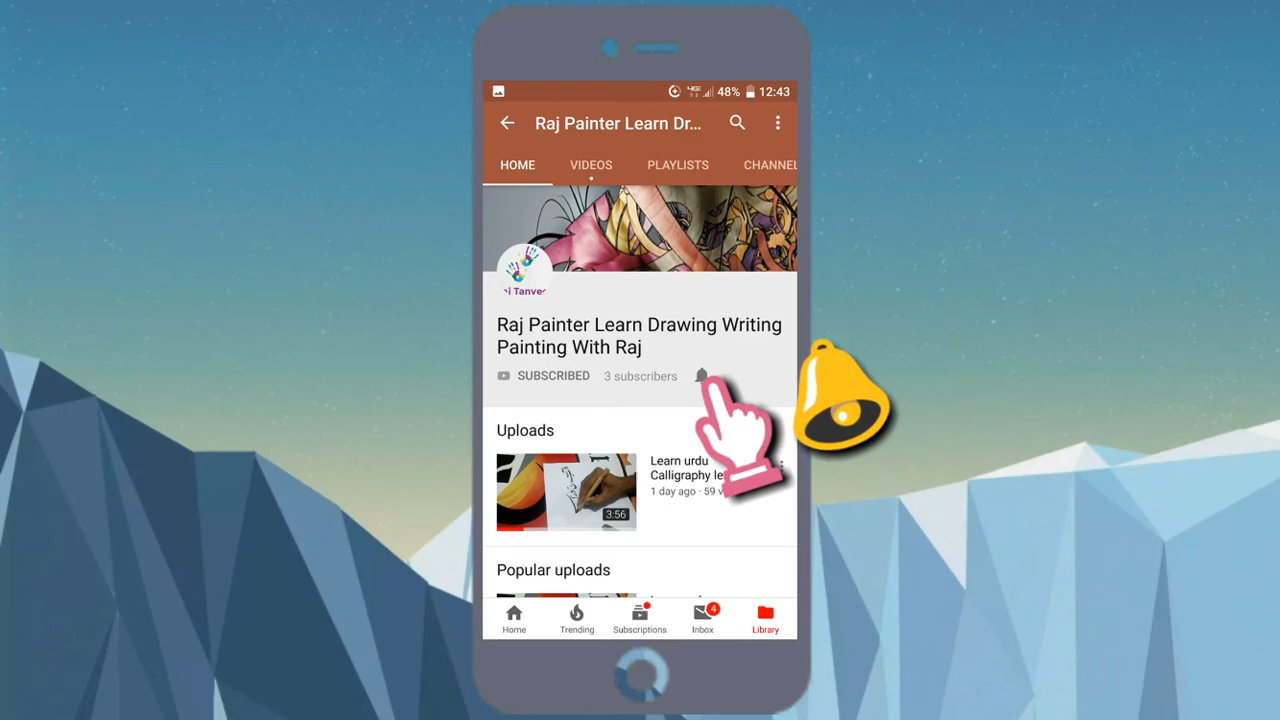 48% 12:43
Raj Painter Learn Dr...
HOME VIDEOS PLAYLISTS CHANNEL
Raj Painter Learn Drawing Writing
Painting With Raj
SUBSCRIBED 3 subscribers
Uploads
Learn urdu
Calligraphy le
1 day ago · 59 v
3:56
Popular uploads
4
Home Trending Subscriptions Inbox Library